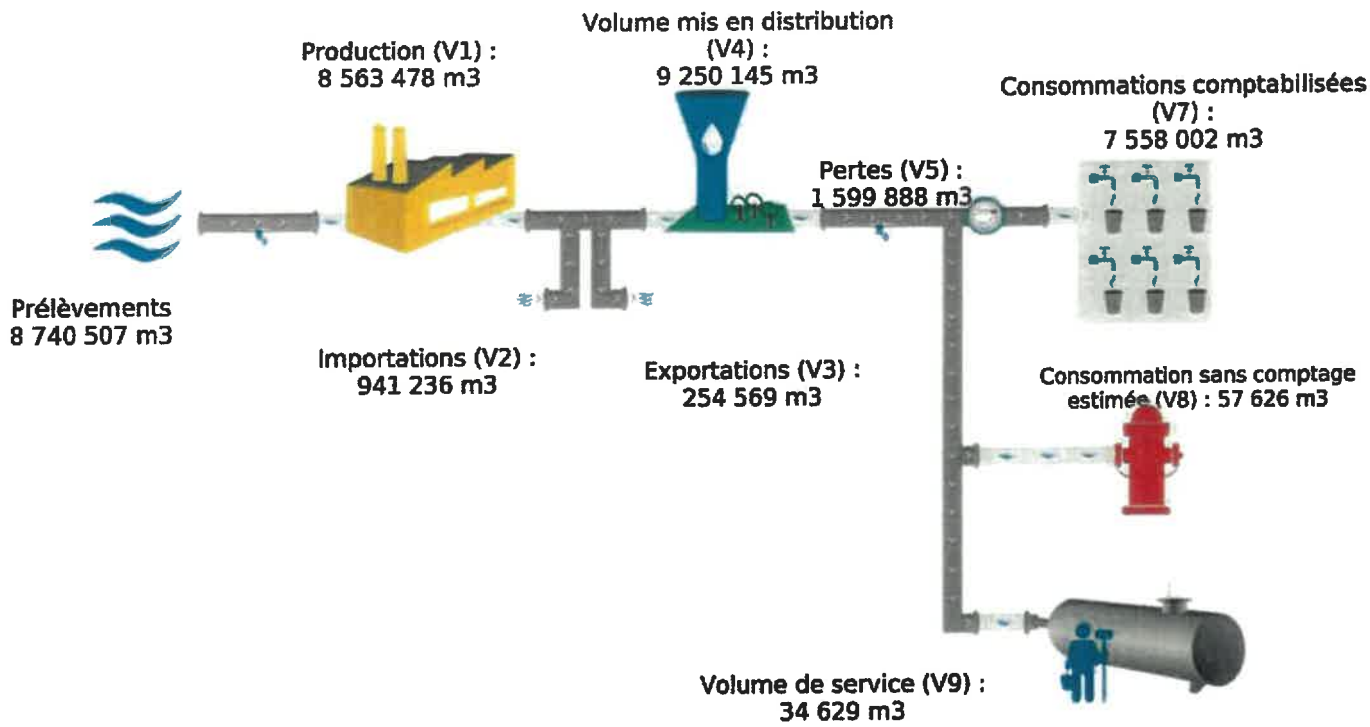 Production (V1) :
8 563 478 m3
Volume mis en distribution
(V4) :
9 250 145 m3
Consommations comptabilisées
(V7) :
7 558 002 m3
Pertes (V5) :
1 599 888 m3
Prélèvements
8 740 507 m3
Importations (V2) :
941 236 m3
Exportations (V3) :
254 569 m3
Consommation sans comptage
estimée (V8) : 57 626 m3
Volume de service (V9) :
34 629 m3